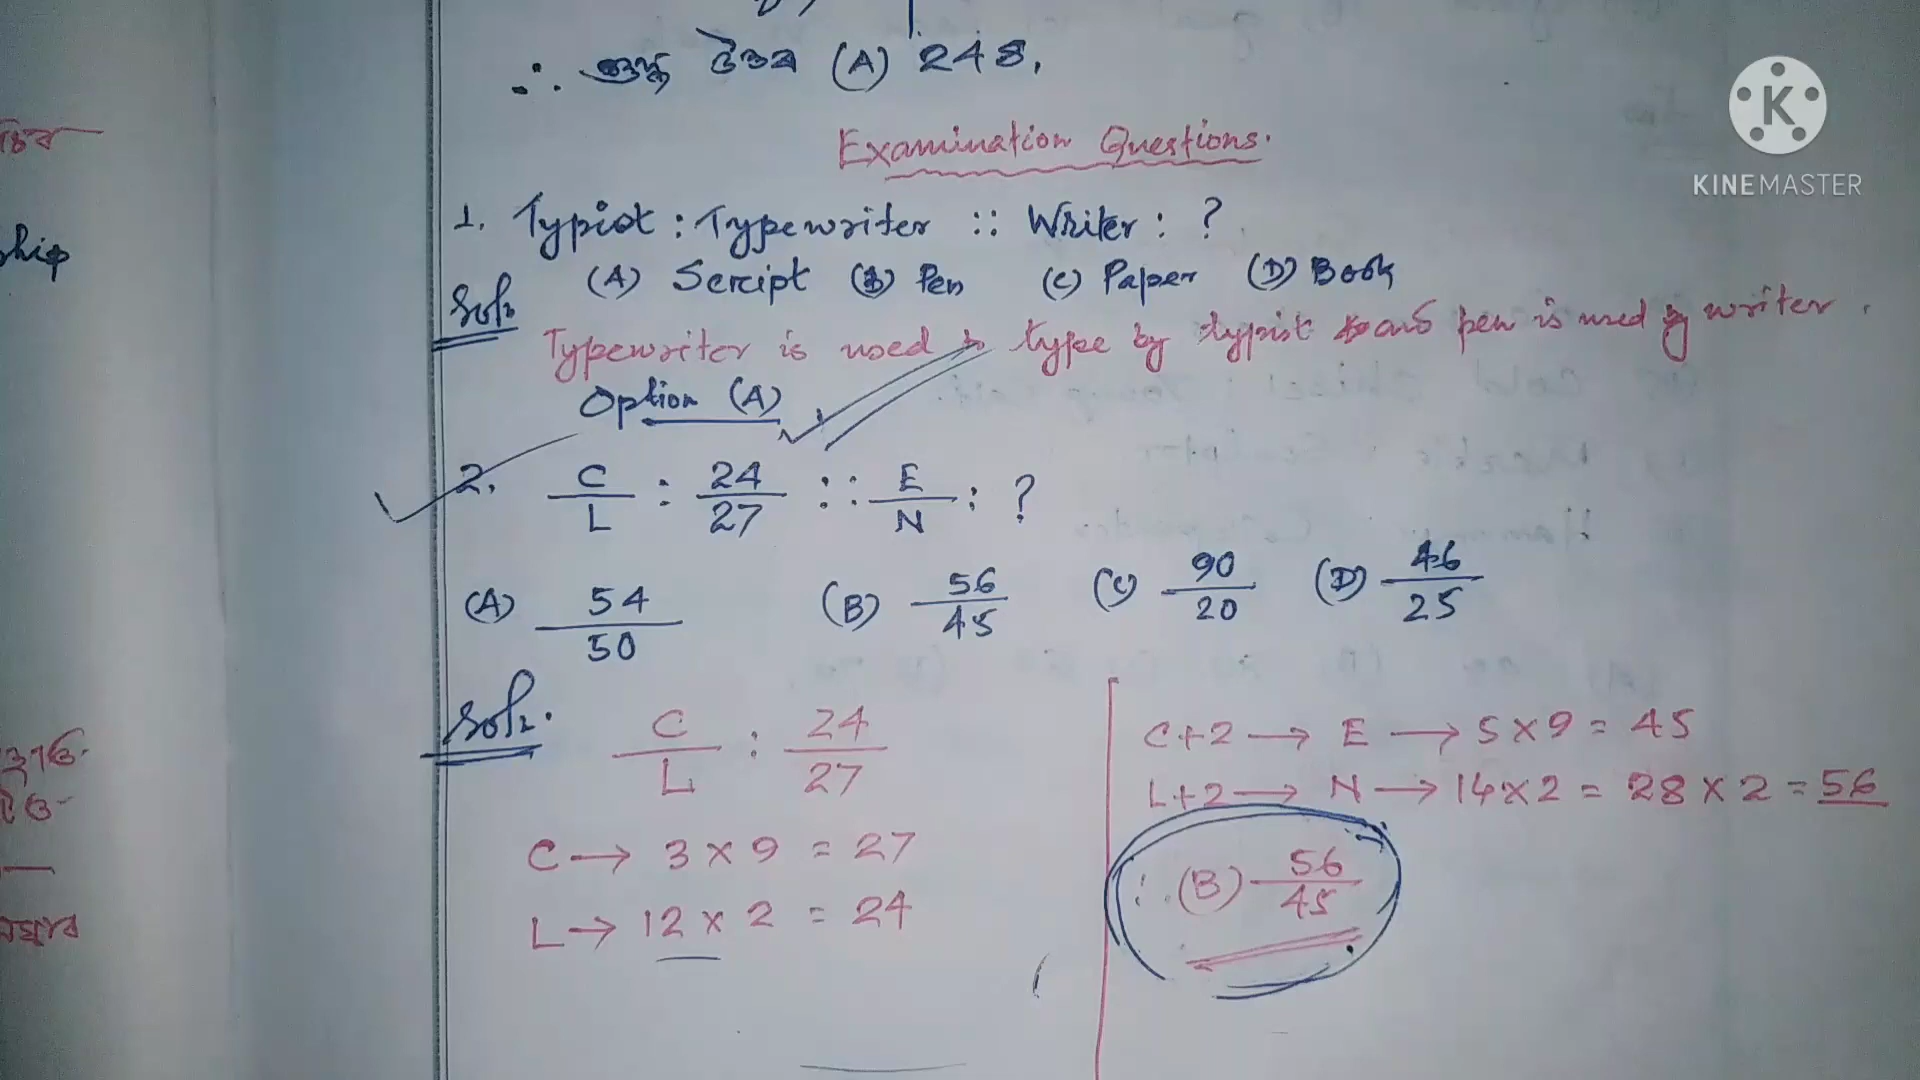 ∴ শুদ্ধ উত্তৰ (A) 248,
Examination Questions.
1. Typist : Typewriter :: Writer : ?
(A) Script (B) Pen (C) Paper (D) Book
Soln
Typewriter is used to type by typist and pen is used by writer.
Option (A)
2. C/L : 24/27 :: E/N : ?
(A) 54/50 (B) 56/45 (C) 90/20 (D) 46/25
Soln.
C/L : 24/27
C → 3 × 9 = 27
L → 12 × 2 = 24
C+2 → E → 5 × 9 = 45
L+2 → N → 14 × 2 = 28 × 2 = 56
∴ (B) 56/45
ship
KINEMASTER